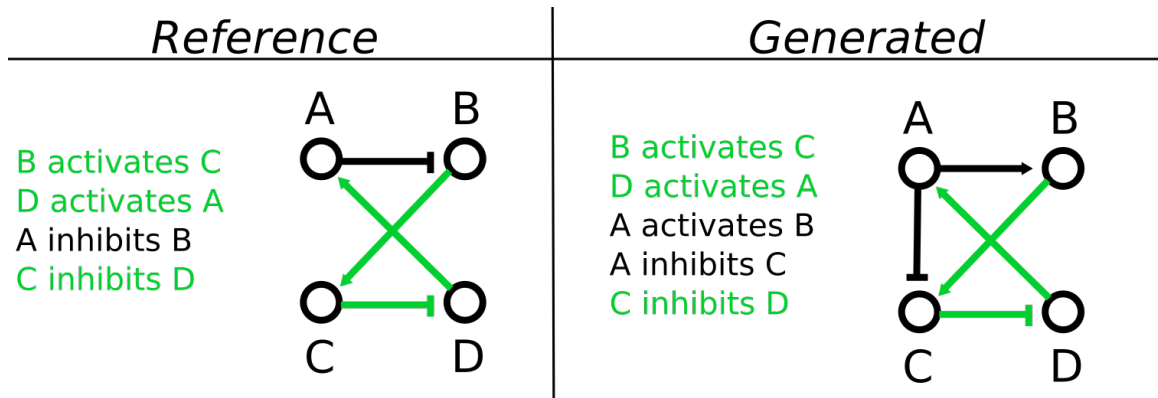 Reference
A B
B activates C
D activates A
A inhibits B
C inhibits D
C D
Generated
A B
B activates C
D activates A
A activates B
A inhibits C
C inhibits D
C D